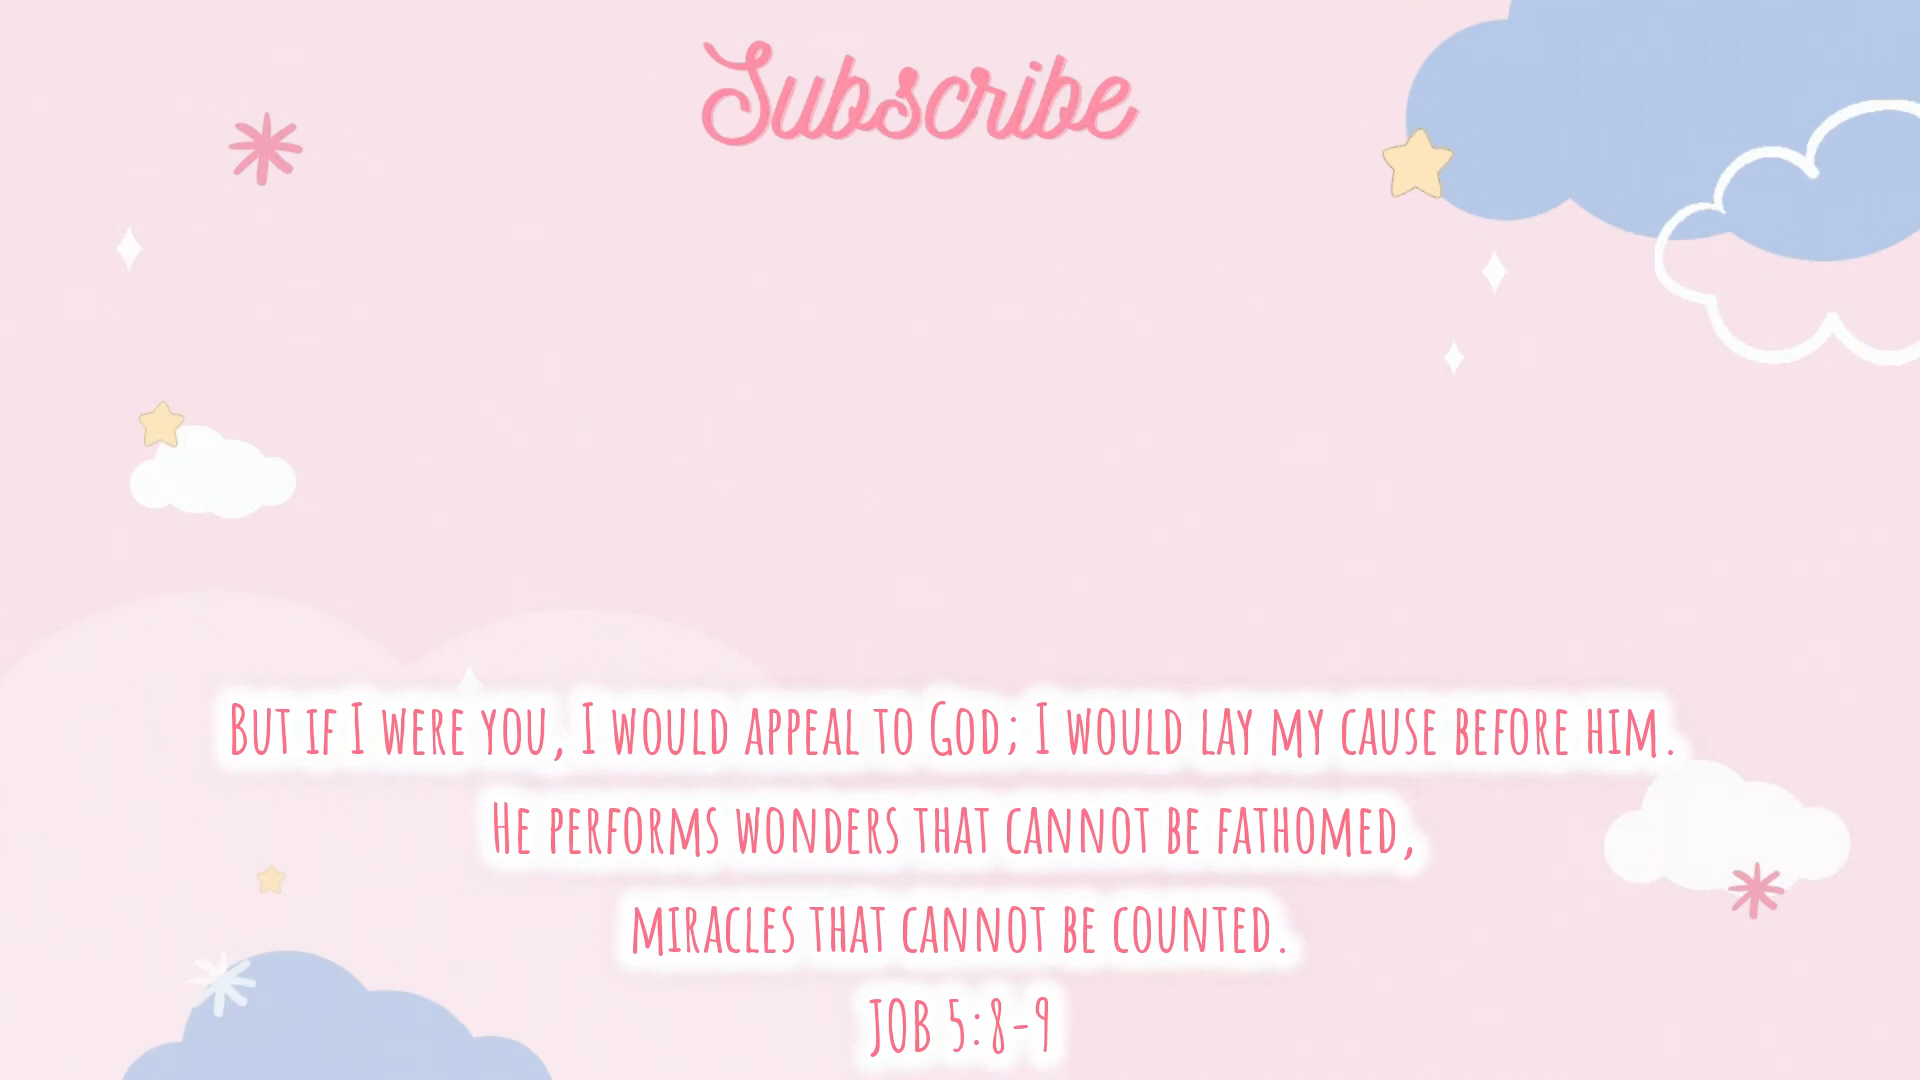 Subscribe
But if I were you, I would appeal to God; I would lay my cause before him.
He performs wonders that cannot be fathomed,
miracles that cannot be counted.
JOB 5:8-9